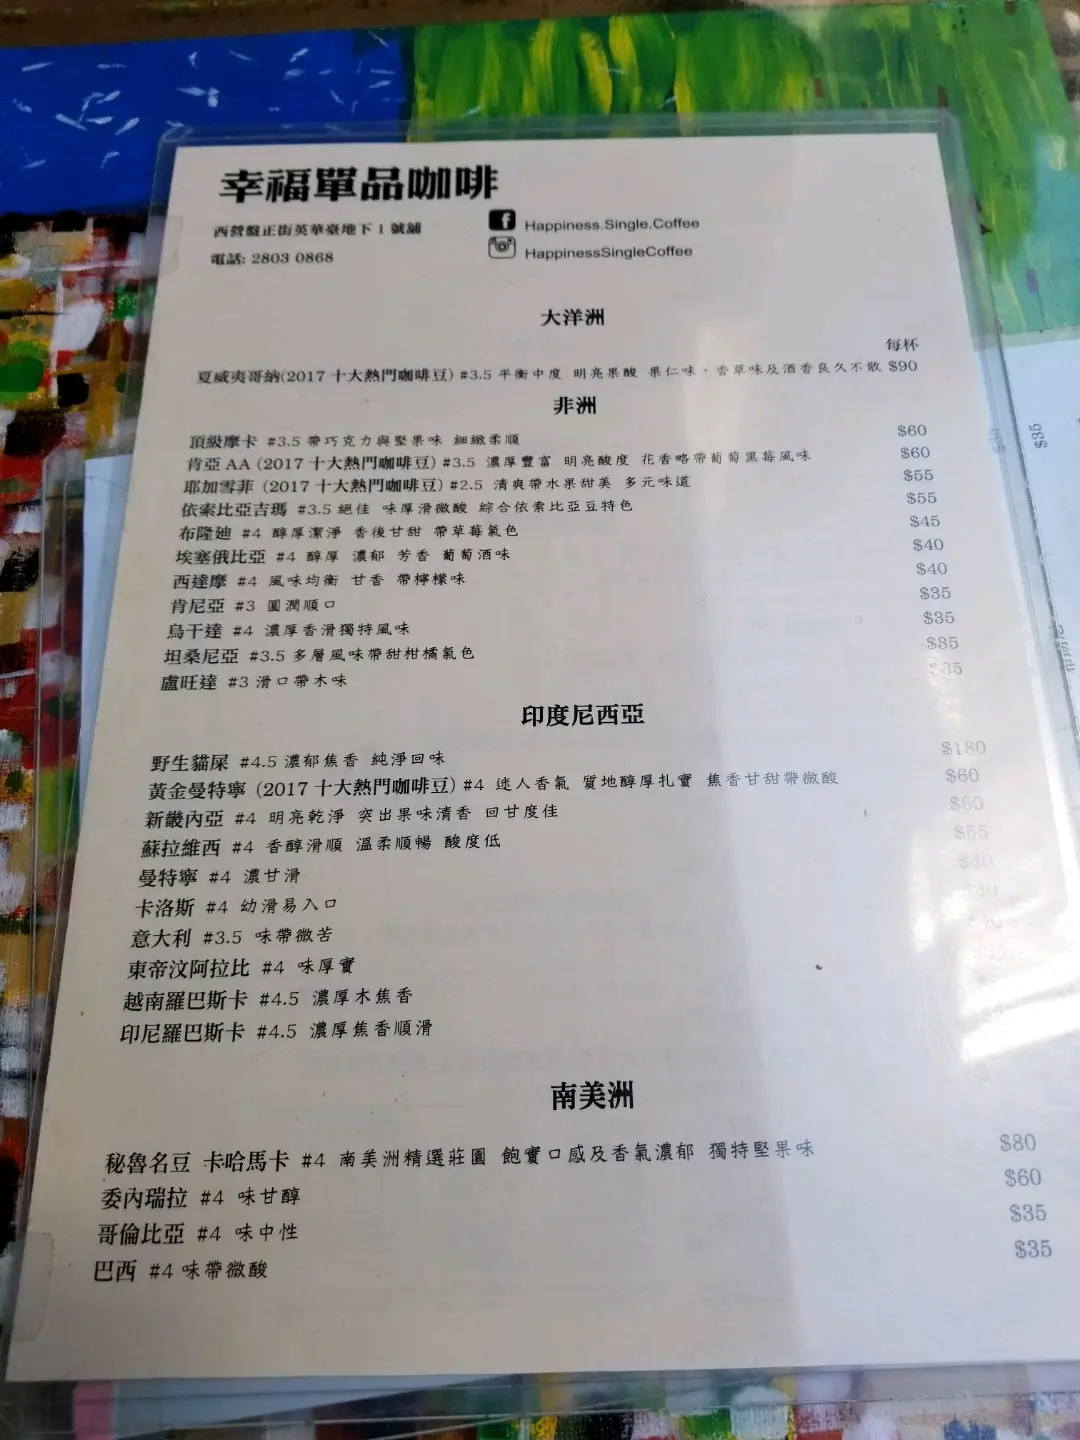 幸福單品咖啡
西營盤正街英華臺地下 1 號舖
電話: 2803 0868
Happiness.Single.Coffee
HappinessSingleCoffee
大洋洲
每杯
夏威夷哥納(2017 十大熱門咖啡豆) #3.5 平衡中度 明亮果酸 果仁味、香草味及酒香良久不散 $90
非洲
頂級摩卡 #3.5 帶巧克力與堅果味 細緻柔順 $60
肯亞 AA (2017 十大熱門咖啡豆) #3.5 濃厚豐富 明亮酸度 花香略帶葡萄黑莓風味 $60
耶加雪菲 (2017 十大熱門咖啡豆) #2.5 清爽帶水果甜美 多元味道 $55
依索比亞吉瑪 #3.5 絕佳 味厚滑微酸 綜合依索比亞豆特色 $55
布隆迪 #4 醇厚潔淨 香後甘甜 帶草莓氣色 $45
埃塞俄比亞 #4 醇厚 濃郁 芳香 葡萄酒味 $40
西達摩 #4 風味均衡 甘香 帶檸檬味 $40
肯尼亞 #3 圓潤順口 $35
烏干達 #4 濃厚香滑獨特風味 $35
坦桑尼亞 #3.5 多層風味帶甜柑橘氣色 $35
盧旺達 #3 滑口帶木味 $35
印度尼西亞
野生貓屎 #4.5 濃郁焦香 純淨回味 $180
黃金曼特寧 (2017 十大熱門咖啡豆) #4 迷人香氣 質地醇厚扎實 焦香甘甜帶微酸 $60
新畿內亞 #4 明亮乾淨 突出果味清香 回甘度佳 $60
蘇拉維西 #4 香醇滑順 溫柔順暢 酸度低 $55
曼特寧 #4 濃甘滑 $40
卡洛斯 #4 幼滑易入口 $40
意大利 #3.5 味帶微苦
東帝汶阿拉比 #4 味厚實
越南羅巴斯卡 #4.5 濃厚木焦香
印尼羅巴斯卡 #4.5 濃厚焦香順滑
南美洲
秘魯名豆 卡哈馬卡 #4 南美洲精選莊園 飽實口感及香氣濃郁 獨特堅果味 $80
委內瑞拉 #4 味甘醇 $60
哥倫比亞 #4 味中性 $35
巴西 #4 味帶微酸 $35
$35